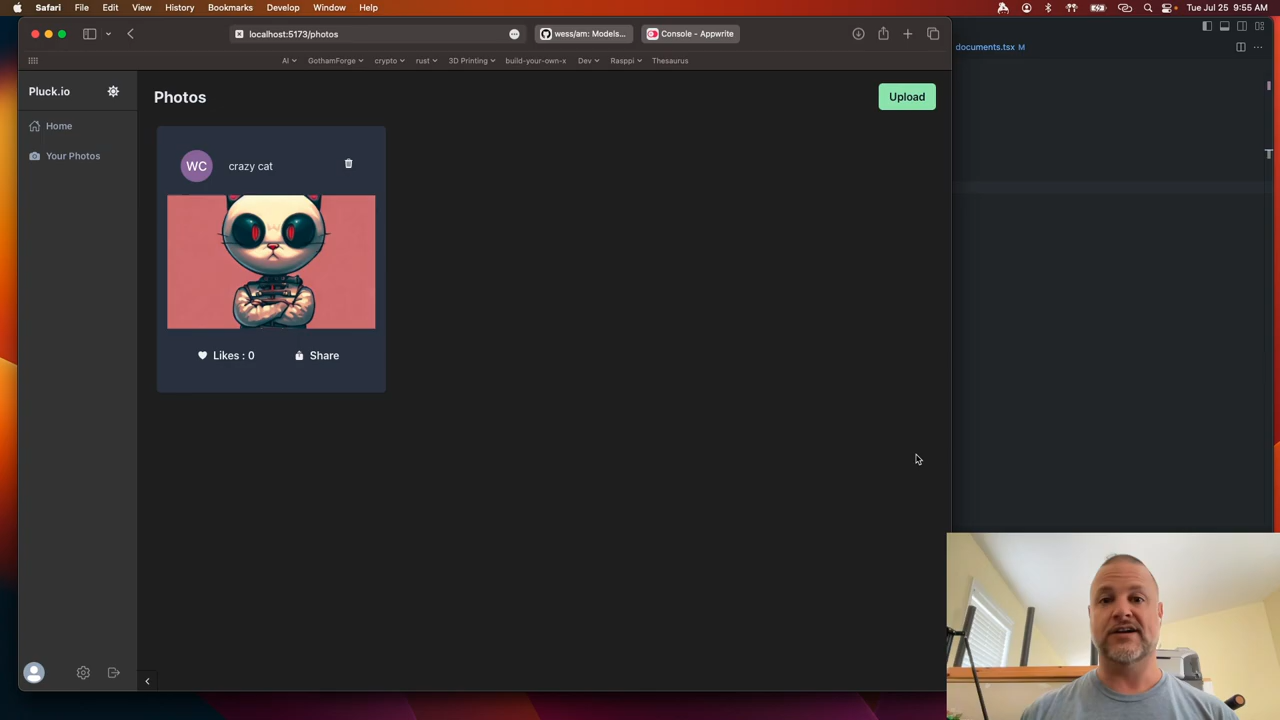 Safari File Edit View History Bookmarks Develop Window Help
Tue Jul 25 9:55 AM
localhost:5173/photos
wess/am: Models...
Console - Appwrite
documents.tsx M
AI GothamForge crypto rust 3D Printing build-your-own-x Dev Rasppi Thesaurus
Pluck.io
Photos
Upload
Home
Your Photos
WC
crazy cat
Likes : 0
Share